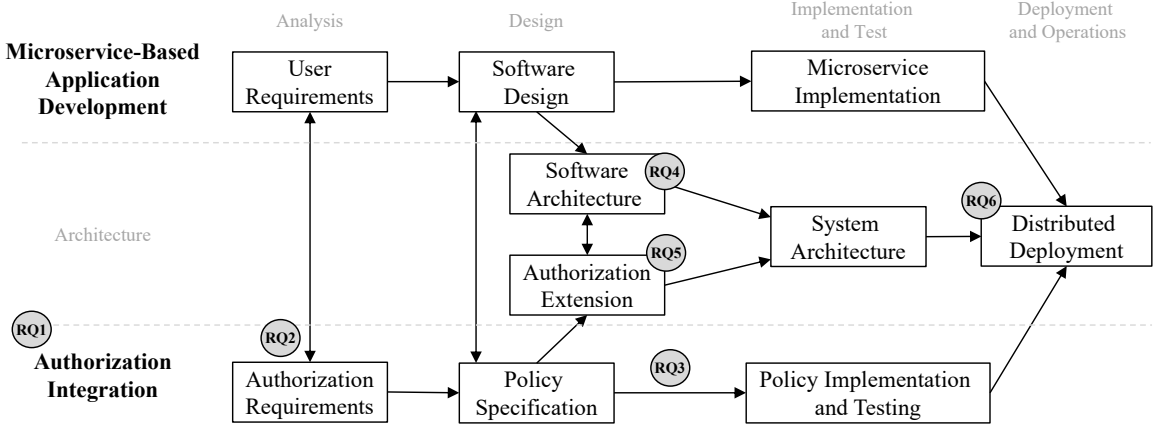 Analysis
Design
Implementation
and Test
Deployment
and Operations
Microservice-Based
Application
Development
User
Requirements
Software
Design
Microservice
Implementation
Software
Architecture
RQ4
RQ6
Architecture
System
Architecture
Distributed
Deployment
Authorization
Extension
RQ5
RQ1
Authorization
Integration
RQ2
Authorization
Requirements
Policy
Specification
RQ3
Policy Implementation
and Testing